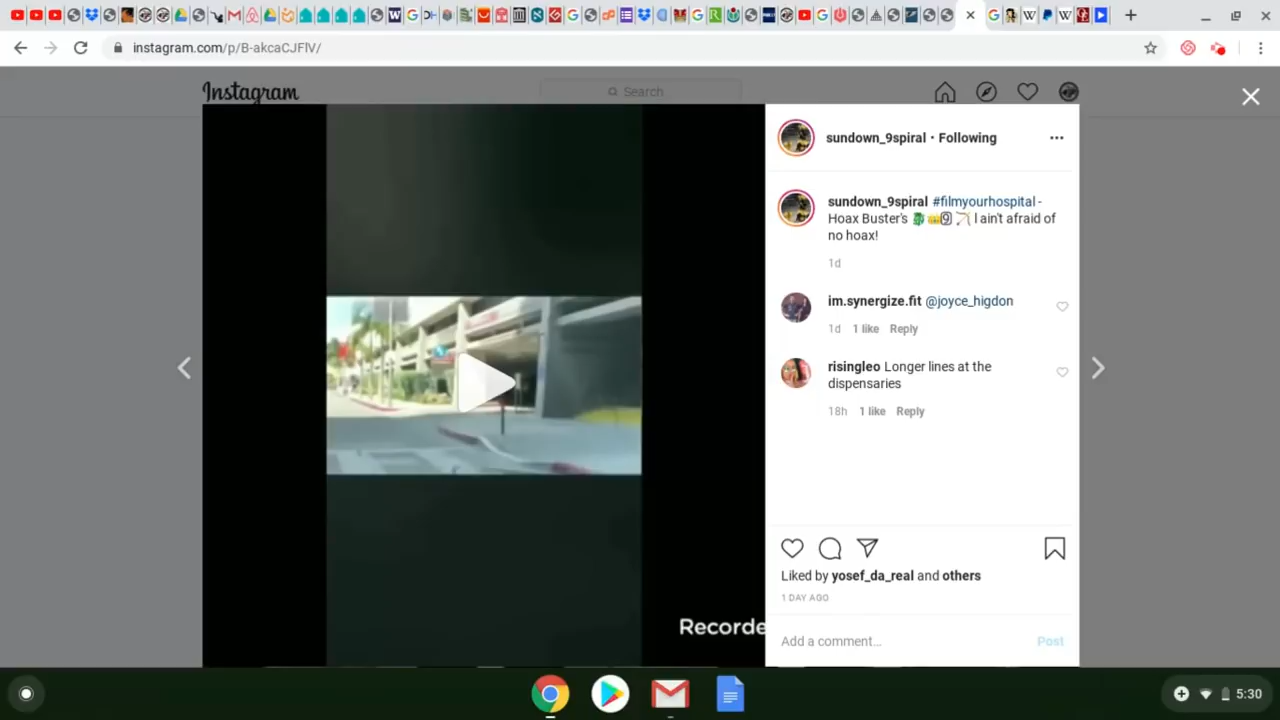 instagram.com/p/B-akcaCJFlV/
Instagram
Search
sundown_9spiral • Following
sundown_9spiral #filmyourhospital -
Hoax Buster's 🐉👑9️⃣ 🏹 I ain't afraid of
no hoax!
1d
im.synergize.fit @joyce_higdon
1d 1 like Reply
risingleo Longer lines at the
dispensaries
18h 1 like Reply
Liked by yosef_da_real and others
1 DAY AGO
Recorde
Add a comment... Post
5:30